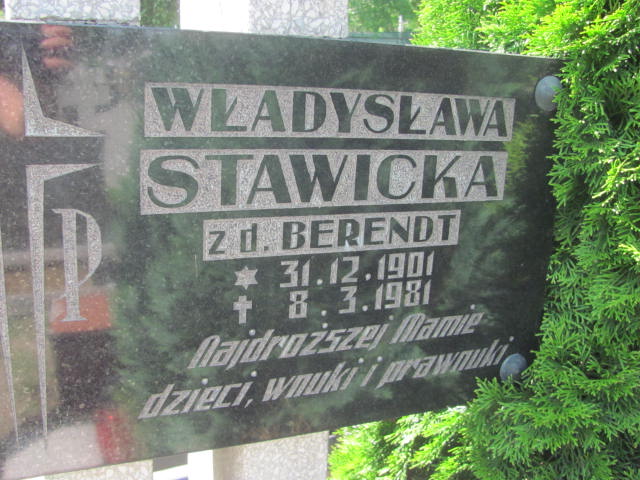 WŁADYSŁAWA
STAWICKA
z d. BERENDT
31.12.1901
8.3.1981
Najdroższej Mamie
dzieci, wnuki i prawnuki
P